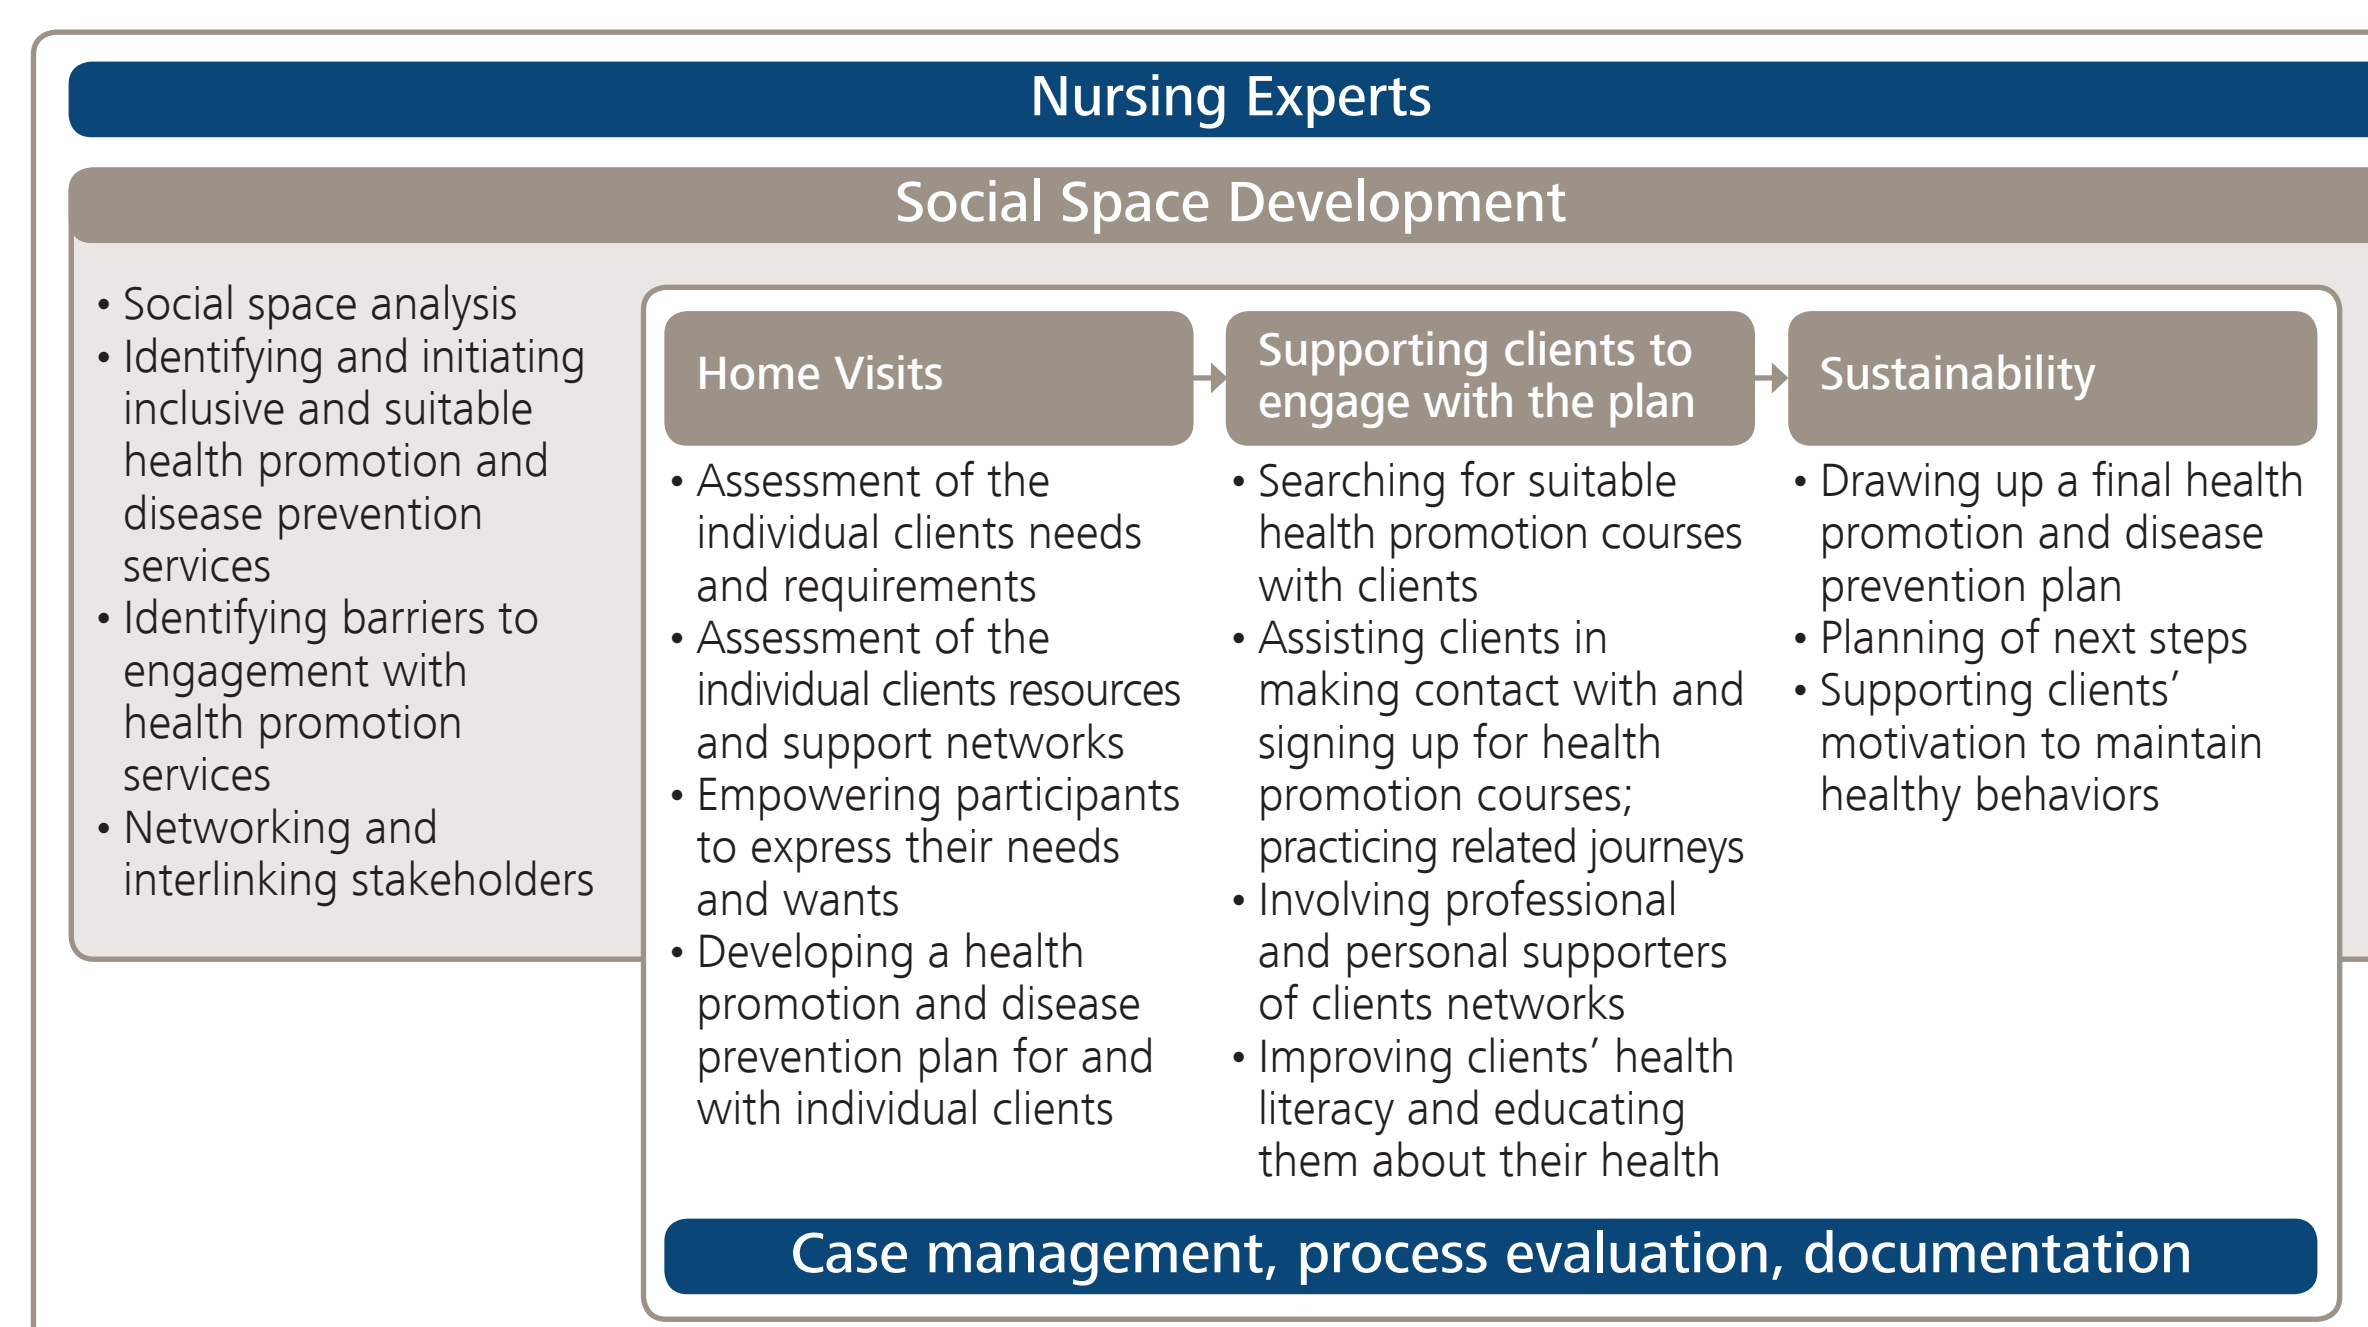 Nursing Experts
Social Space Development
• Social space analysis
• Identifying and initiating
inclusive and suitable
health promotion and
disease prevention
services
• Identifying barriers to
engagement with
health promotion
services
• Networking and
interlinking stakeholders
Home Visits
• Assessment of the
individual clients needs
and requirements
• Assessment of the
individual clients resources
and support networks
• Empowering participants
to express their needs
and wants
• Developing a health
promotion and disease
prevention plan for and
with individual clients
Supporting clients to
engage with the plan
• Searching for suitable
health promotion courses
with clients
• Assisting clients in
making contact with and
signing up for health
promotion courses;
practicing related journeys
• Involving professional
and personal supporters
of clients networks
• Improving clients’ health
literacy and educating
them about their health
Sustainability
• Drawing up a final health
promotion and disease
prevention plan
• Planning of next steps
• Supporting clients’
motivation to maintain
healthy behaviors
Case management, process evaluation, documentation